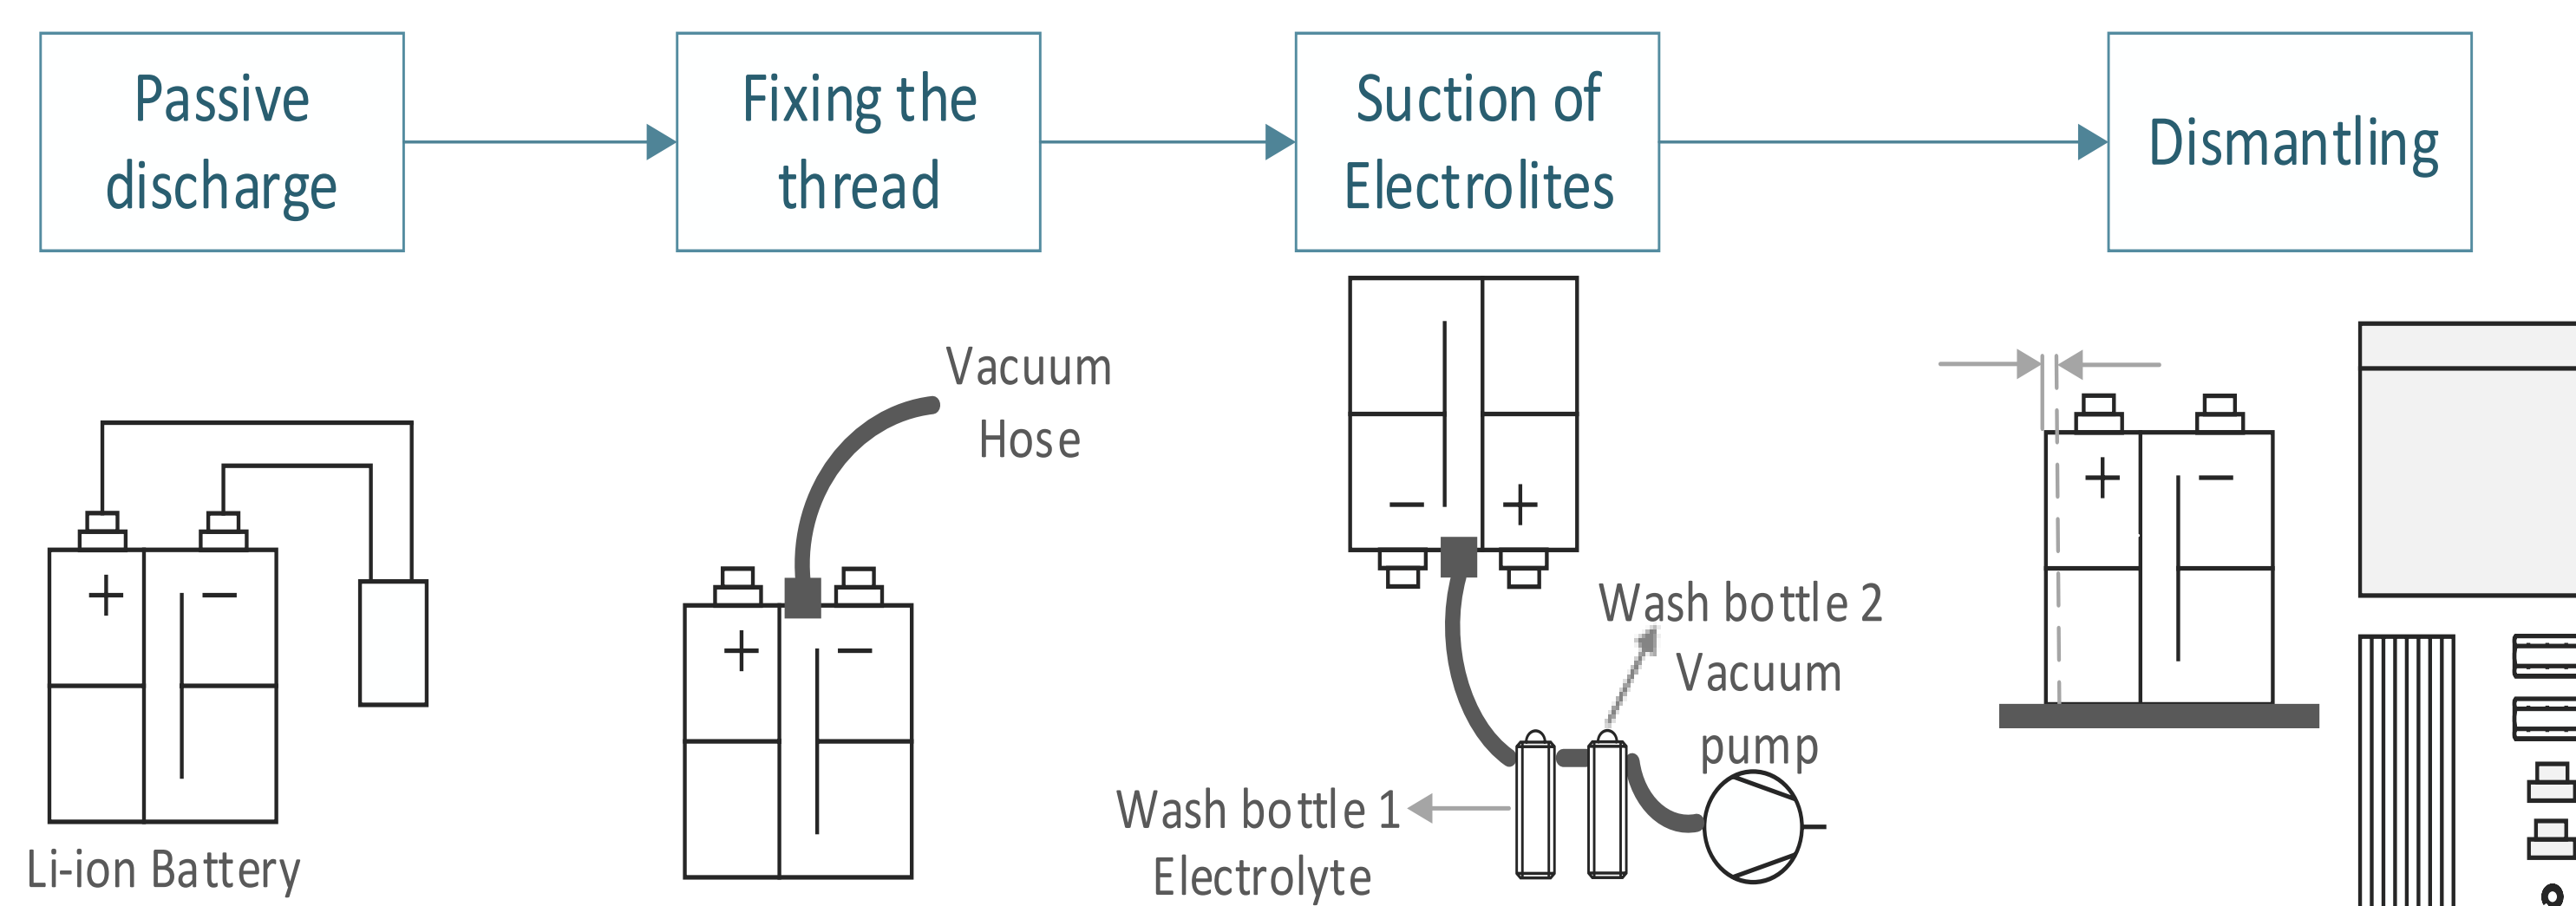 Passive
discharge
Fixing the
thread
Suction of
Electrolites
Dismantling
Vacuum
Hose
+ −
Li-ion Battery
+ −
− +
Wash bottle 2
Vacuum
pump
Wash bottle 1
Electrolyte
+ −